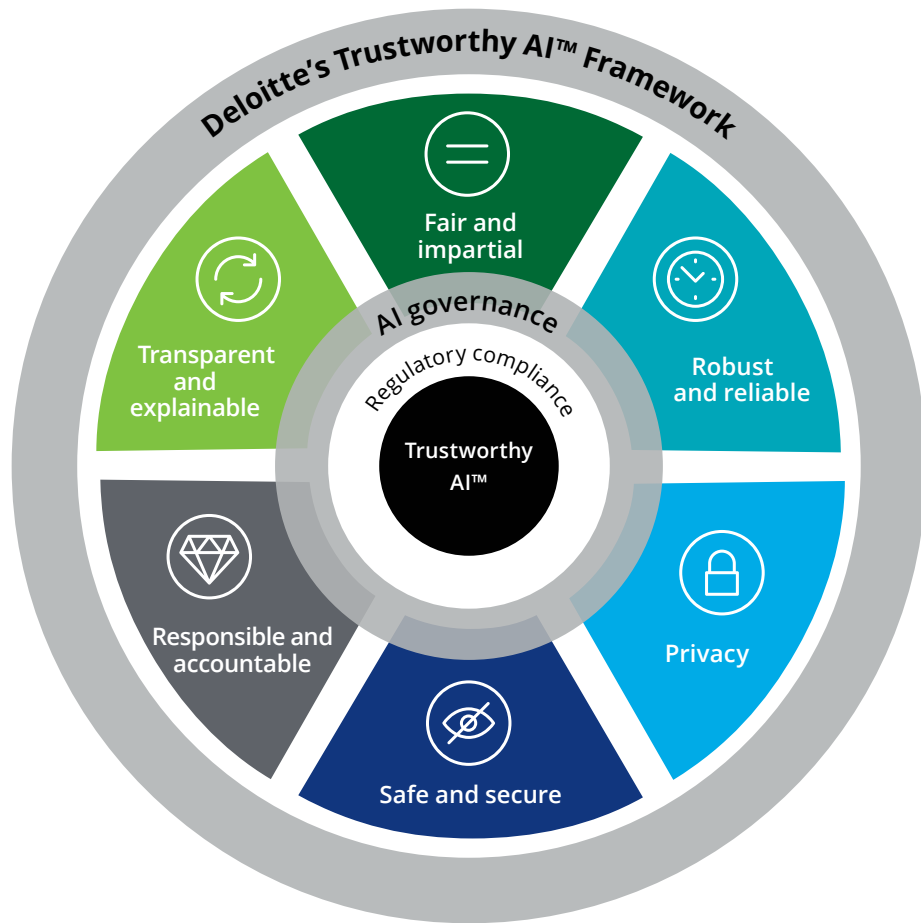 Deloitte’s Trustworthy AI™ Framework
Fair and
impartial
Robust
and reliable
Privacy
Safe and secure
Responsible and
accountable
Transparent
and
explainable
AI governance
Regulatory compliance
Trustworthy
AI™